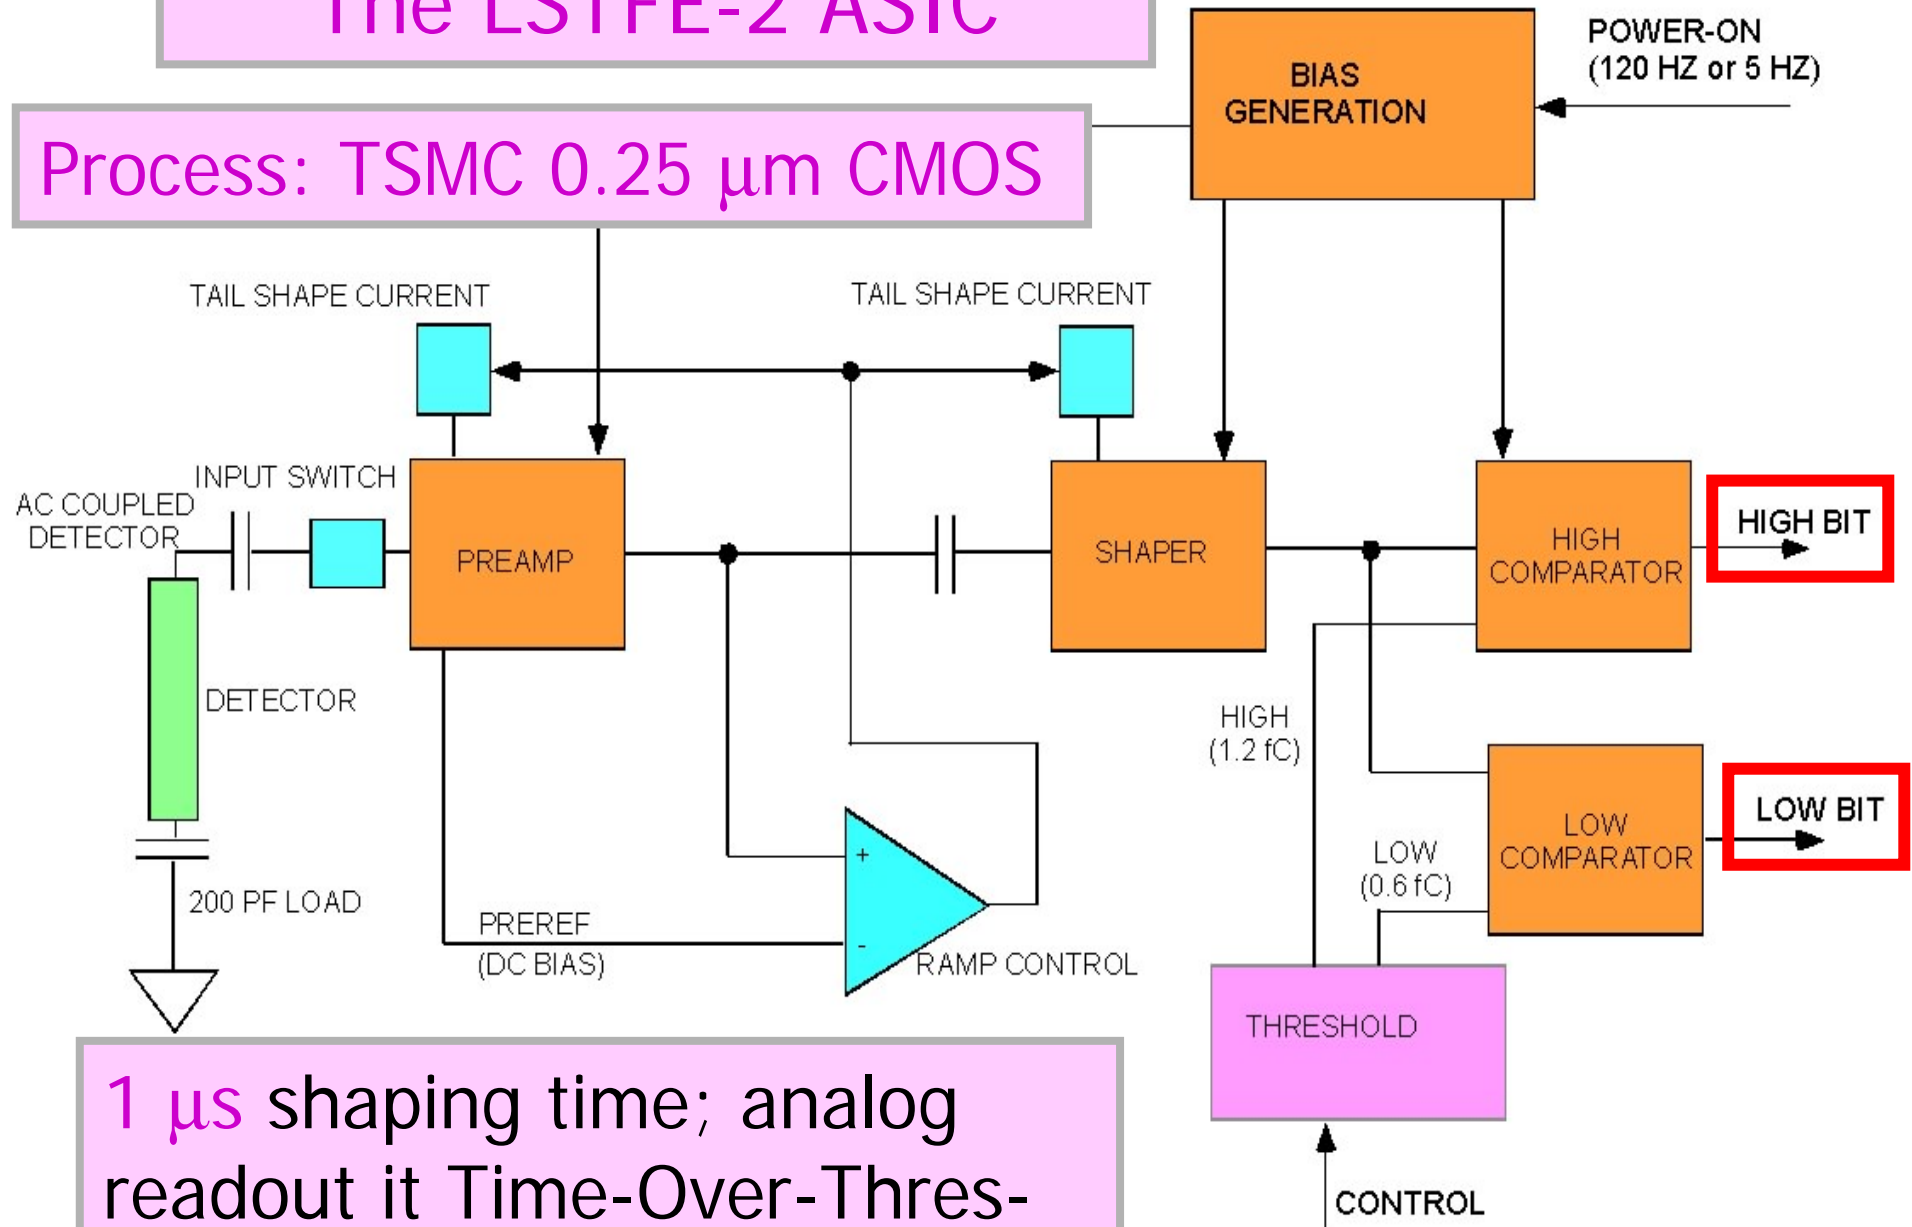 The LSTFE-2 ASIC
POWER-ON
(120 HZ or 5 HZ)
BIAS
GENERATION
Process: TSMC 0.25 μm CMOS
TAIL SHAPE CURRENT
TAIL SHAPE CURRENT
INPUT SWITCH
AC COUPLED
DETECTOR
PREAMP
SHAPER
HIGH
COMPARATOR
HIGH BIT
DETECTOR
HIGH
(1.2 fC)
LOW
COMPARATOR
LOW BIT
LOW
(0.6 fC)
200 PF LOAD
+
-
PREREF
(DC BIAS)
RAMP CONTROL
THRESHOLD
1 μs shaping time; analog
readout it Time-Over-Thres-
CONTROL